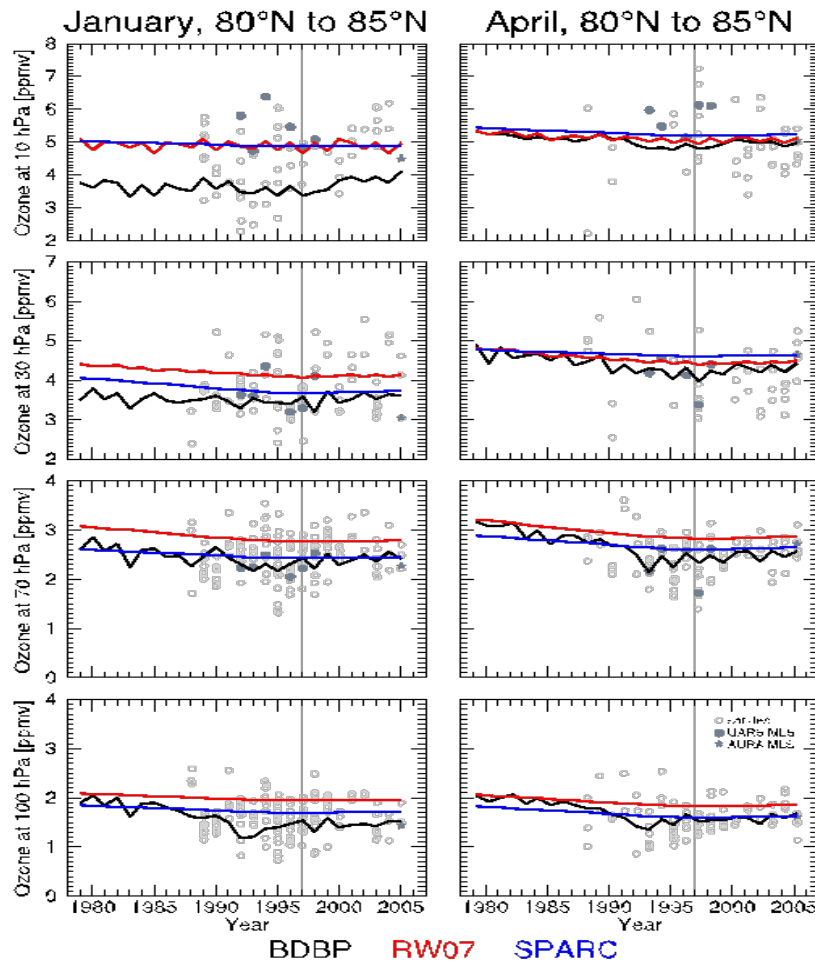 January, 80°N to 85°N
April, 80°N to 85°N
Ozone at 10 hPa [ppmv]
8
7
6
5
4
3
2
Ozone at 30 hPa [ppmv]
7
6
5
4
3
2
Ozone at 70 hPa [ppmv]
4
3
2
1
0
Ozone at 100 hPa [ppmv]
4
3
2
1
0
UARS MLS
AURA MLS
1980 1985 1990 1995 2000 2005
1980 1985 1990 1995 2000 2005
Year
Year
BDBP RW07 SPARC